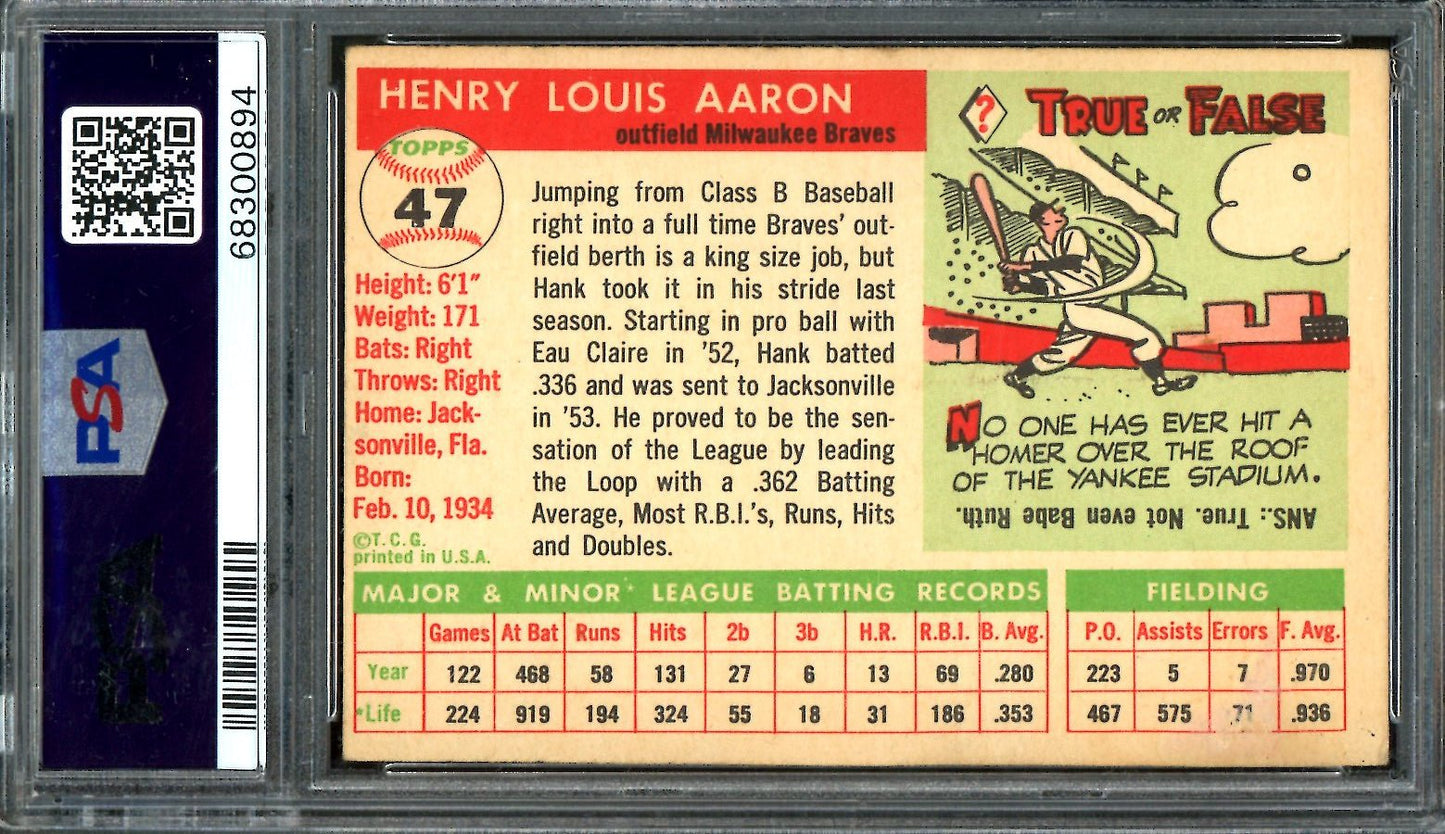 68300894
PSA
HENRY LOUIS AARON
outfield Milwaukee Braves
TOPPS
47
Height: 6'1"
Weight: 171
Bats: Right
Throws: Right
Home: Jack-
sonville, Fla.
Born:
Feb. 10, 1934
©T.C.G.
printed in U.S.A.
Jumping from Class B Baseball
right into a full time Braves' out-
field berth is a king size job, but
Hank took it in his stride last
season. Starting in pro ball with
Eau Claire in '52, Hank batted
.336 and was sent to Jacksonville
in '53. He proved to be the sen-
sation of the League by leading
the Loop with a .362 Batting
Average, Most R.B.I.'s, Runs, Hits
and Doubles.
? TRUE OR FALSE
NO ONE HAS EVER HIT A
HOMER OVER THE ROOF
OF THE YANKEE STADIUM.
ANS.: True. Not even Babe Ruth.
MAJOR & MINOR* LEAGUE BATTING RECORDS
Games At Bat Runs Hits 2b 3b H.R. R.B.I. B. Avg.
Year 122 468 58 131 27 6 13 69 .280
*Life 224 919 194 324 55 18 31 186 .353
FIELDING
P.O. Assists Errors F. Avg.
223 5 7 .970
467 575 71 .936
PSA